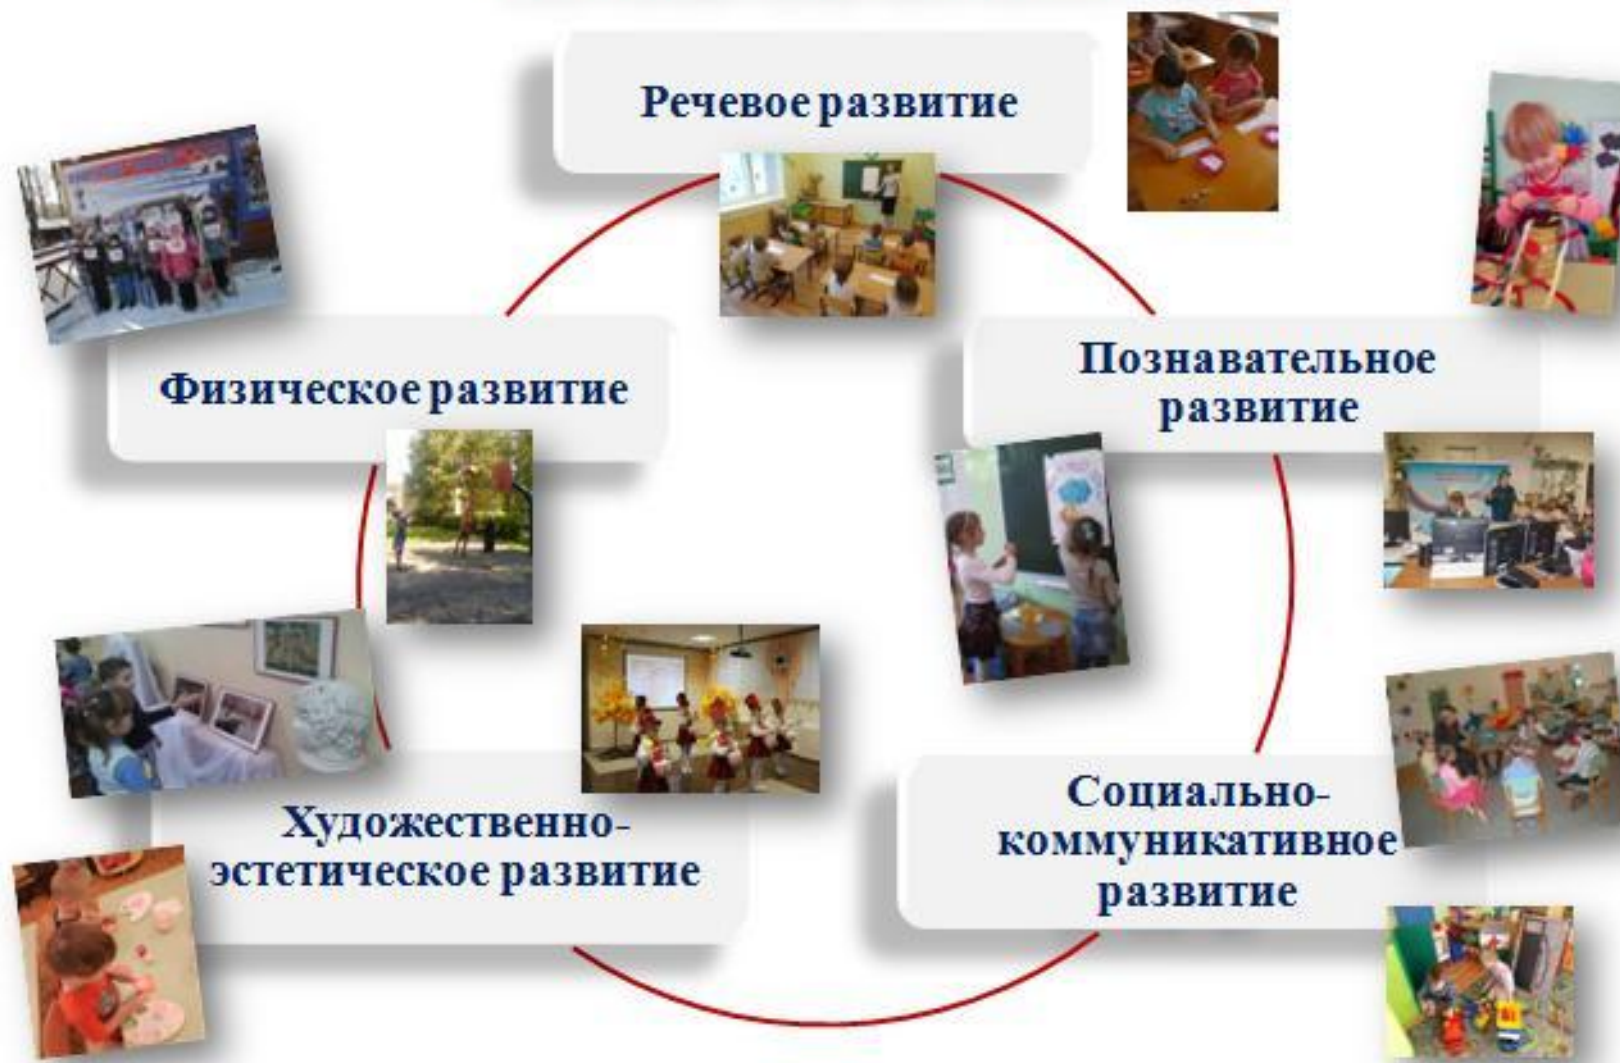 Речевое развитие
Физическое развитие
Познавательное
развитие
Художественно-
эстетическое развитие
Социально-
коммуникативное
развитие